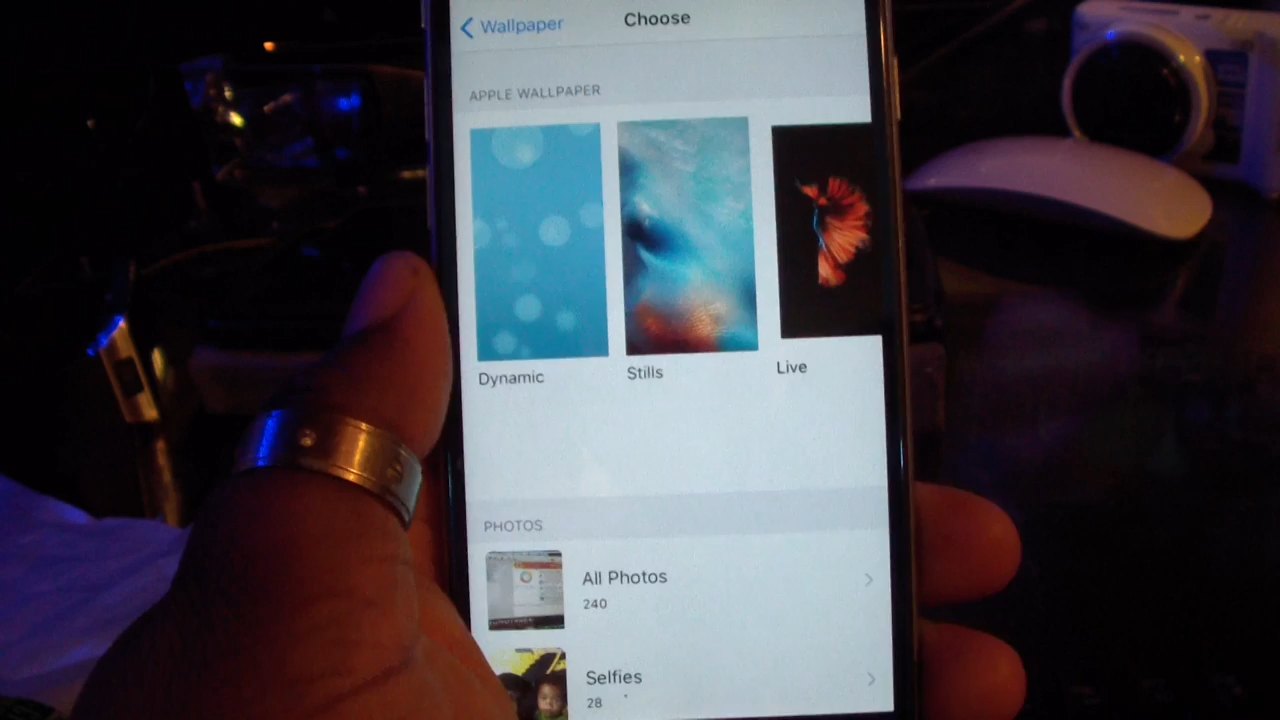 Wallpaper
Choose
APPLE WALLPAPER
Dynamic
Stills
Live
PHOTOS
All Photos
240
Selfies
28